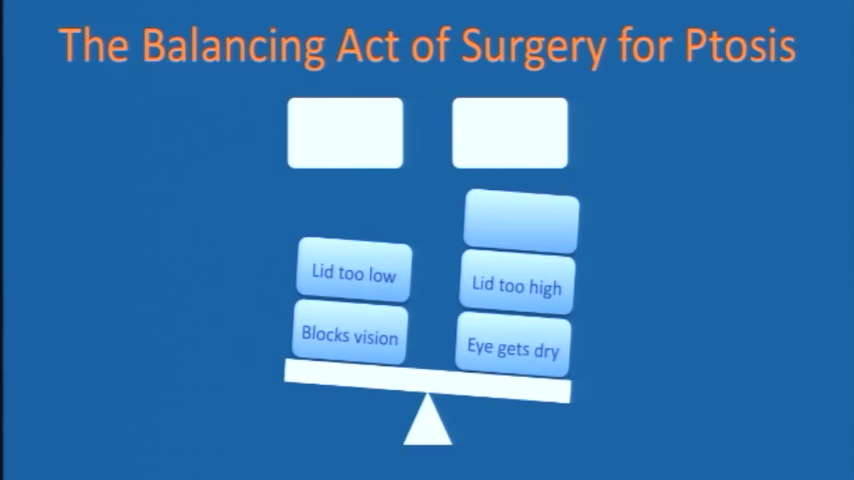 The Balancing Act of Surgery for Ptosis
Lid too low
Blocks vision
Lid too high
Eye gets dry